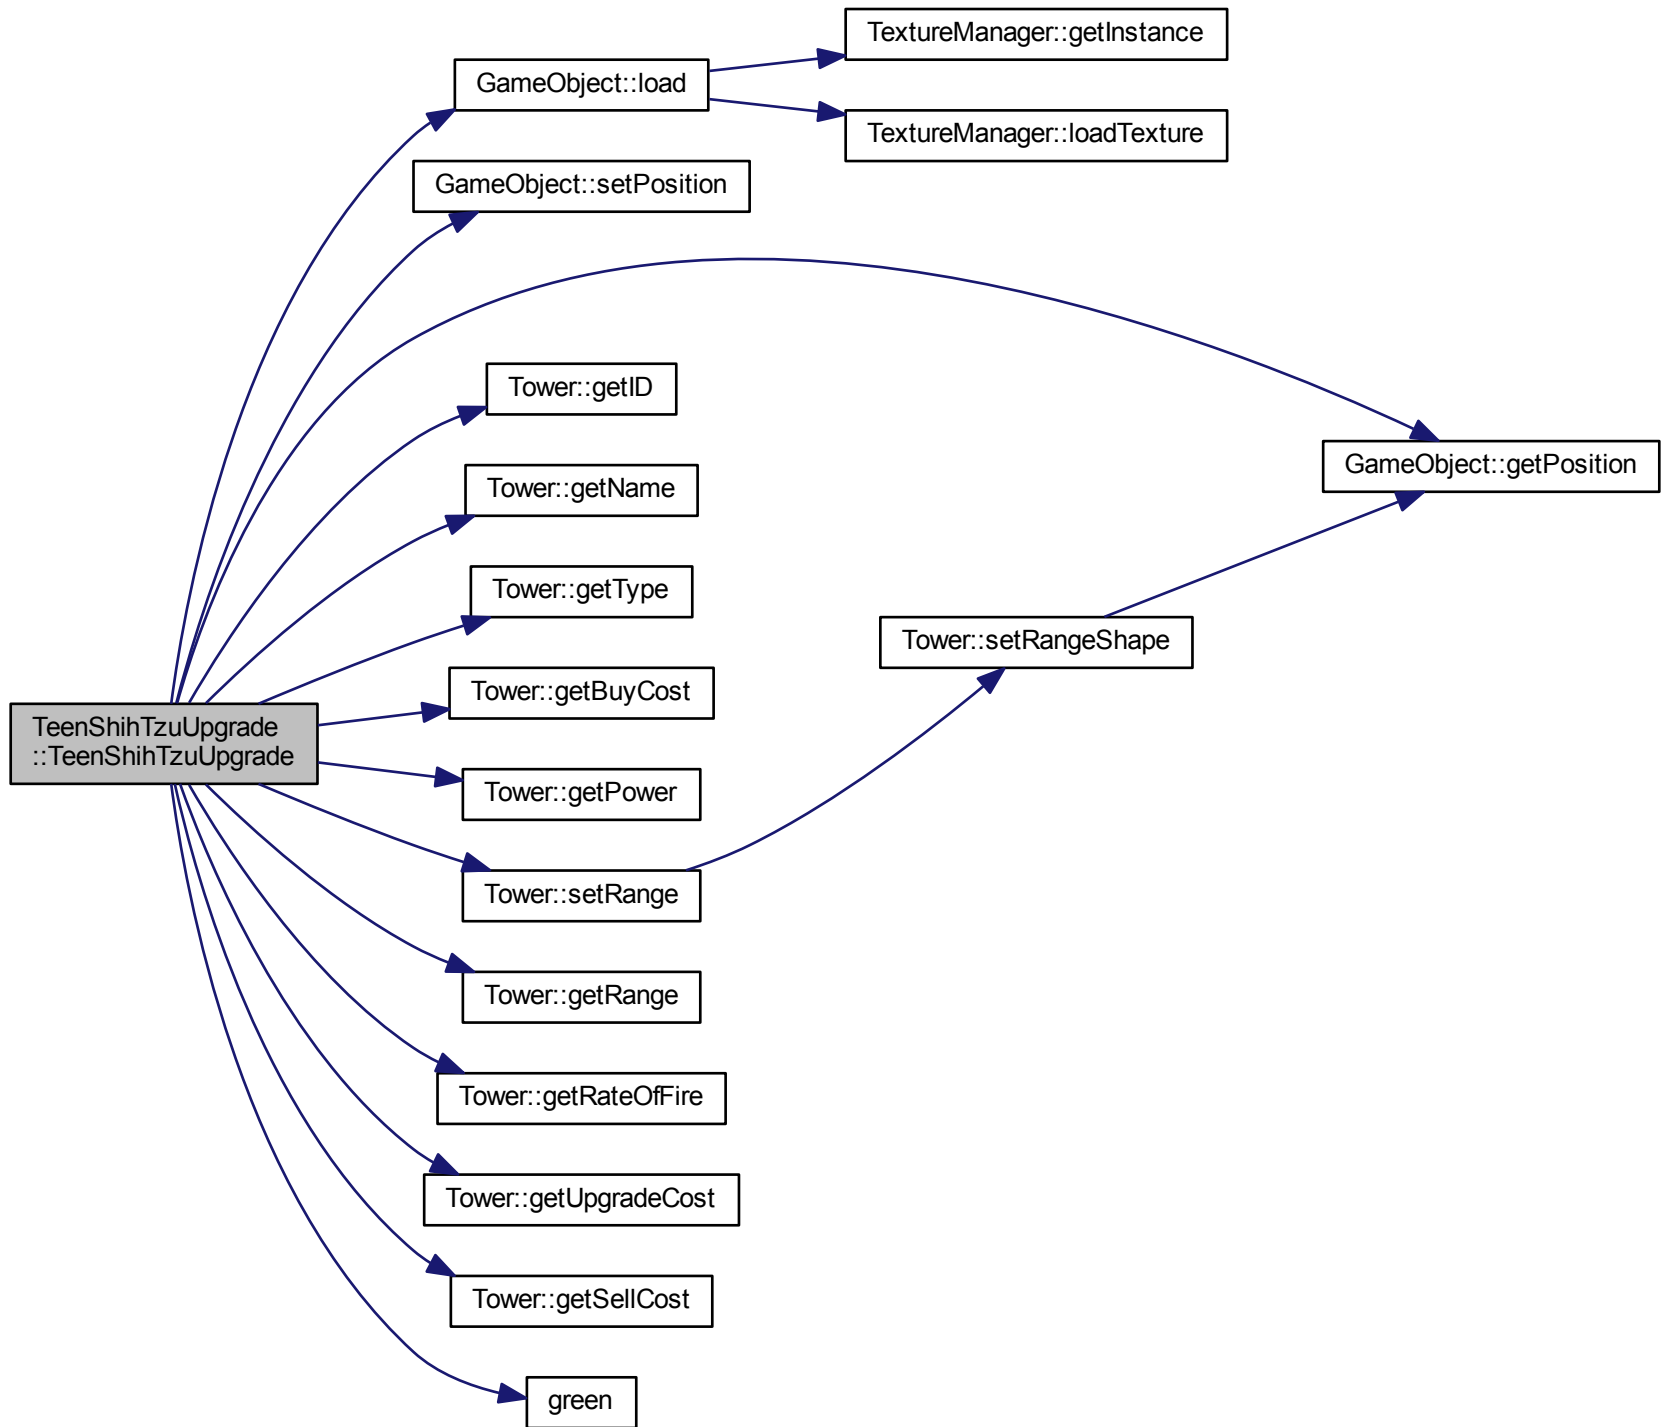 TextureManager::getInstance
GameObject::load
TextureManager::loadTexture
GameObject::setPosition
Tower::getID
GameObject::getPosition
Tower::getName
Tower::getType
Tower::setRangeShape
Tower::getBuyCost
TeenShihTzuUpgrade
::TeenShihTzuUpgrade
Tower::getPower
Tower::setRange
Tower::getRange
Tower::getRateOfFire
Tower::getUpgradeCost
Tower::getSellCost
green